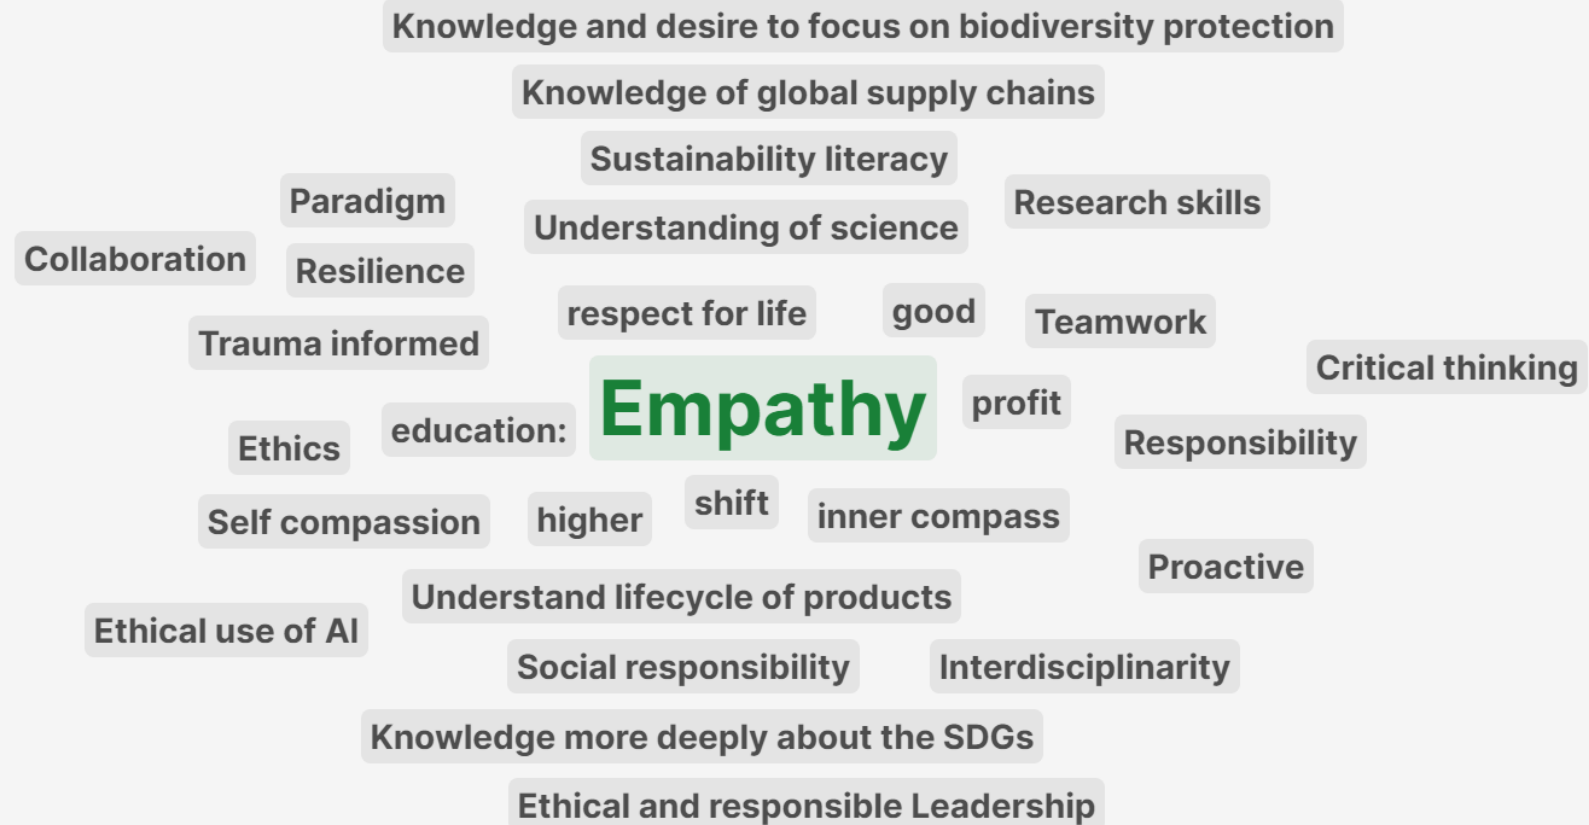 Knowledge and desire to focus on biodiversity protection
Knowledge of global supply chains
Sustainability literacy
Paradigm
Research skills
Understanding of science
Collaboration
Resilience
respect for life
good
Teamwork
Trauma informed
Critical thinking
Empathy
profit
education:
Ethics
Responsibility
shift
inner compass
Self compassion
higher
Proactive
Understand lifecycle of products
Ethical use of AI
Social responsibility
Interdisciplinarity
Knowledge more deeply about the SDGs
Ethical and responsible Leadership